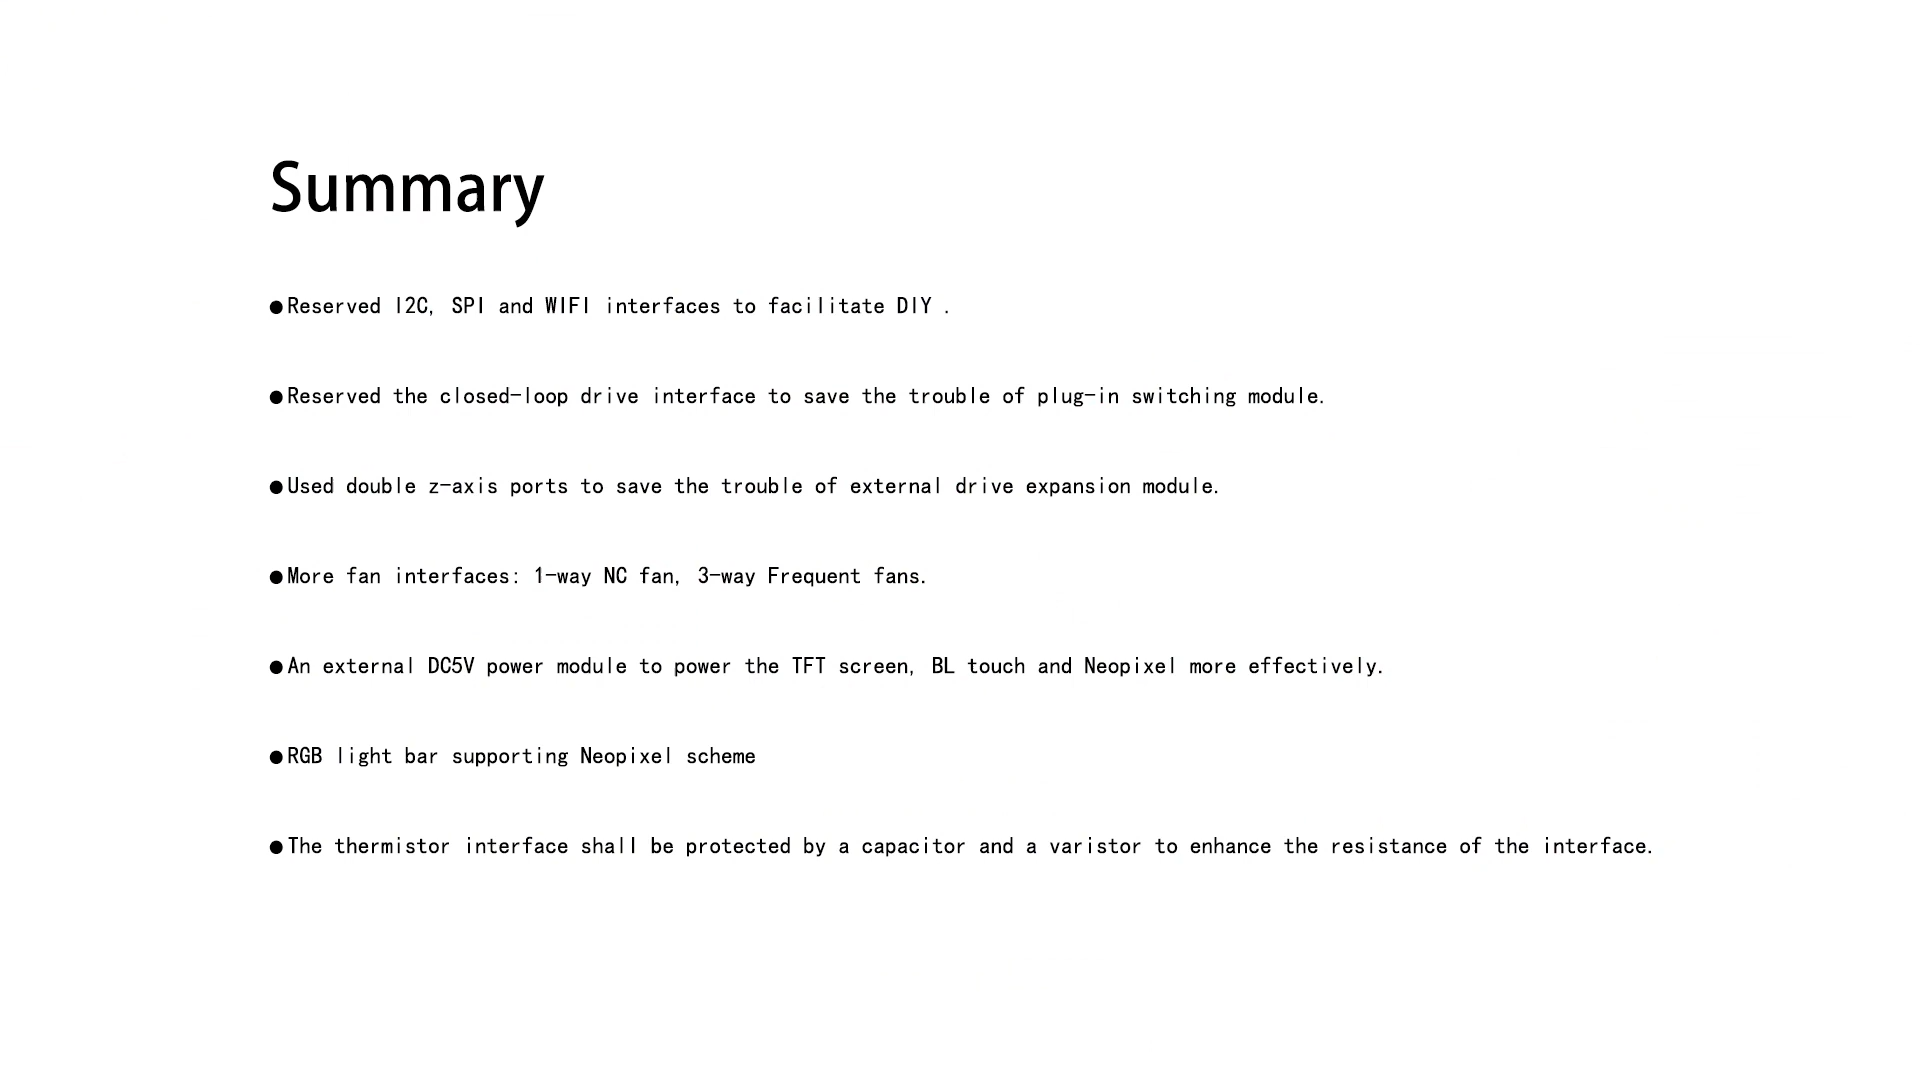 Summary
●Reserved I2C, SPI and WIFI interfaces to facilitate DIY .
●Reserved the closed-loop drive interface to save the trouble of plug-in switching module.
●Used double z-axis ports to save the trouble of external drive expansion module.
●More fan interfaces: 1-way NC fan, 3-way Frequent fans.
●An external DC5V power module to power the TFT screen, BL touch and Neopixel more effectively.
●RGB light bar supporting Neopixel scheme
●The thermistor interface shall be protected by a capacitor and a varistor to enhance the resistance of the interface.